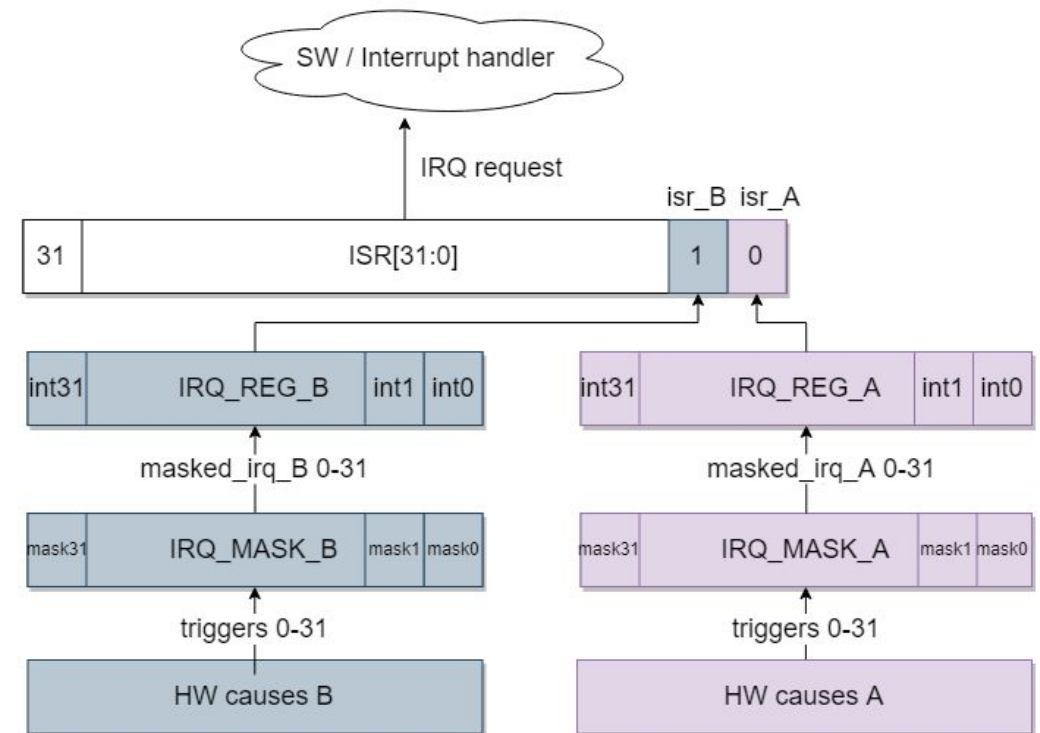 SW / Interrupt handler
IRQ request
isr_B isr_A
31 ISR[31:0] 1 0
int31 IRQ_REG_B int1 int0
int31 IRQ_REG_A int1 int0
masked_irq_B 0-31
masked_irq_A 0-31
mask31 IRQ_MASK_B mask1 mask0
mask31 IRQ_MASK_A mask1 mask0
triggers 0-31
triggers 0-31
HW causes B
HW causes A